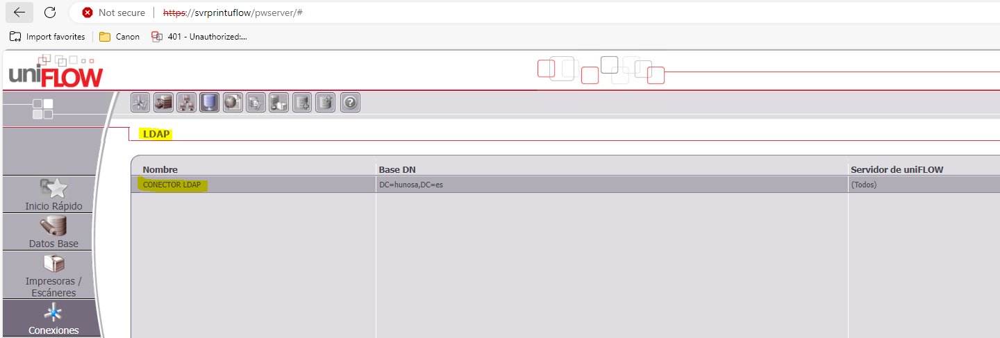 Not secure | https://svrprintuflow/pwserver/#
Import favorites Canon 401 - Unauthorized:...
uniFLOW
LDAP
Nombre Base DN Servidor de uniFLOW
CONECTOR LDAP DC=hunosa,DC=es (Todos)
Inicio Rápido
Datos Base
Impresoras /
Escáneres
Conexiones